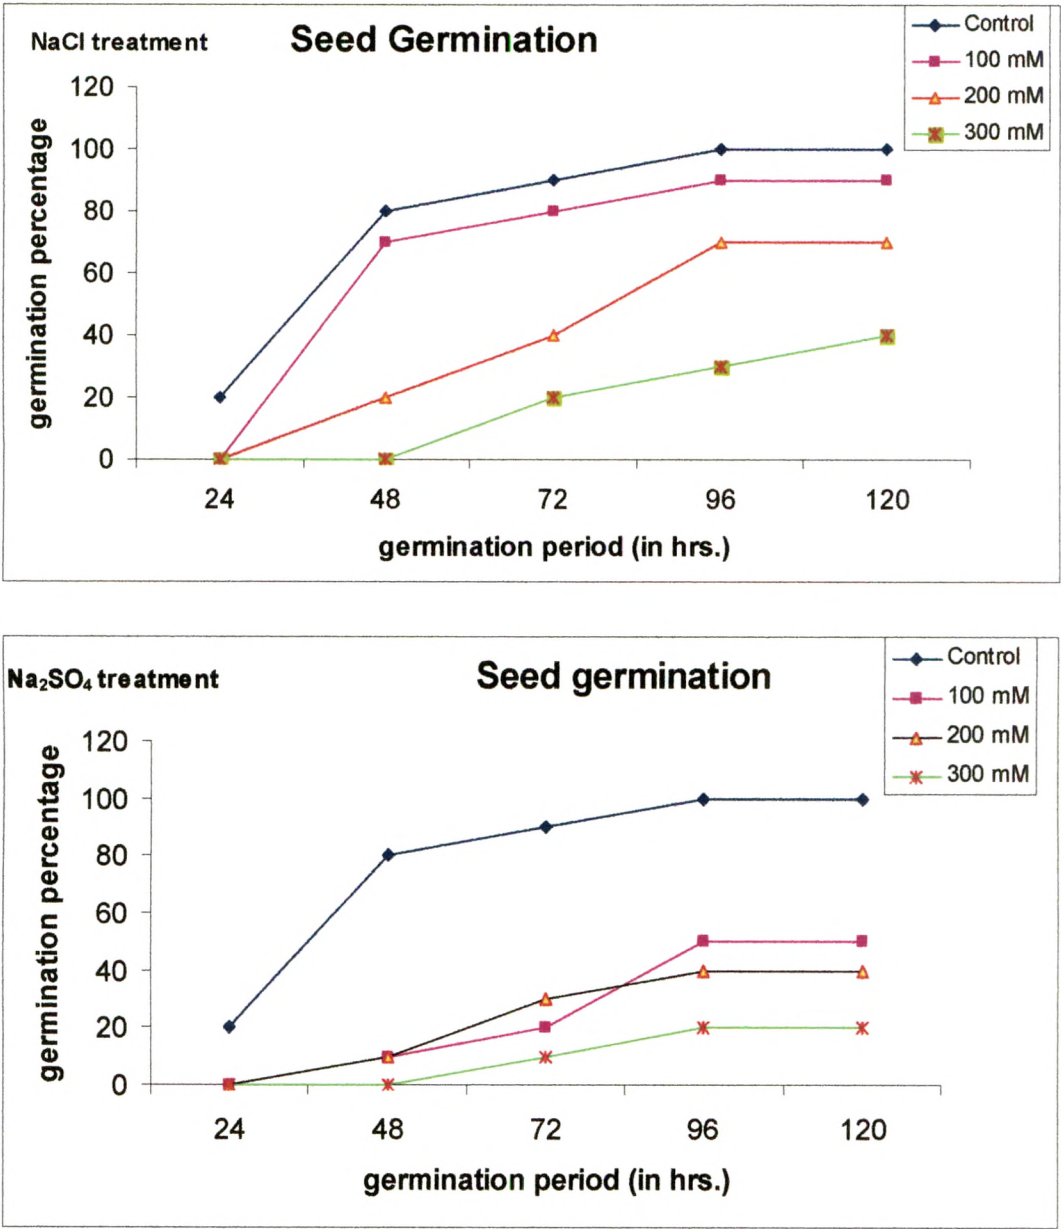 NaCl treatment
Seed Germination
Control
100 mM
200 mM
300 mM
germination percentage
120
100
80
60
40
20
0
24 48 72 96 120
germination period (in hrs.)
Na₂SO₄ treatment
Seed germination
Control
100 mM
200 mM
300 mM
germination percentage
120
100
80
60
40
20
0
24 48 72 96 120
germination period (in hrs.)